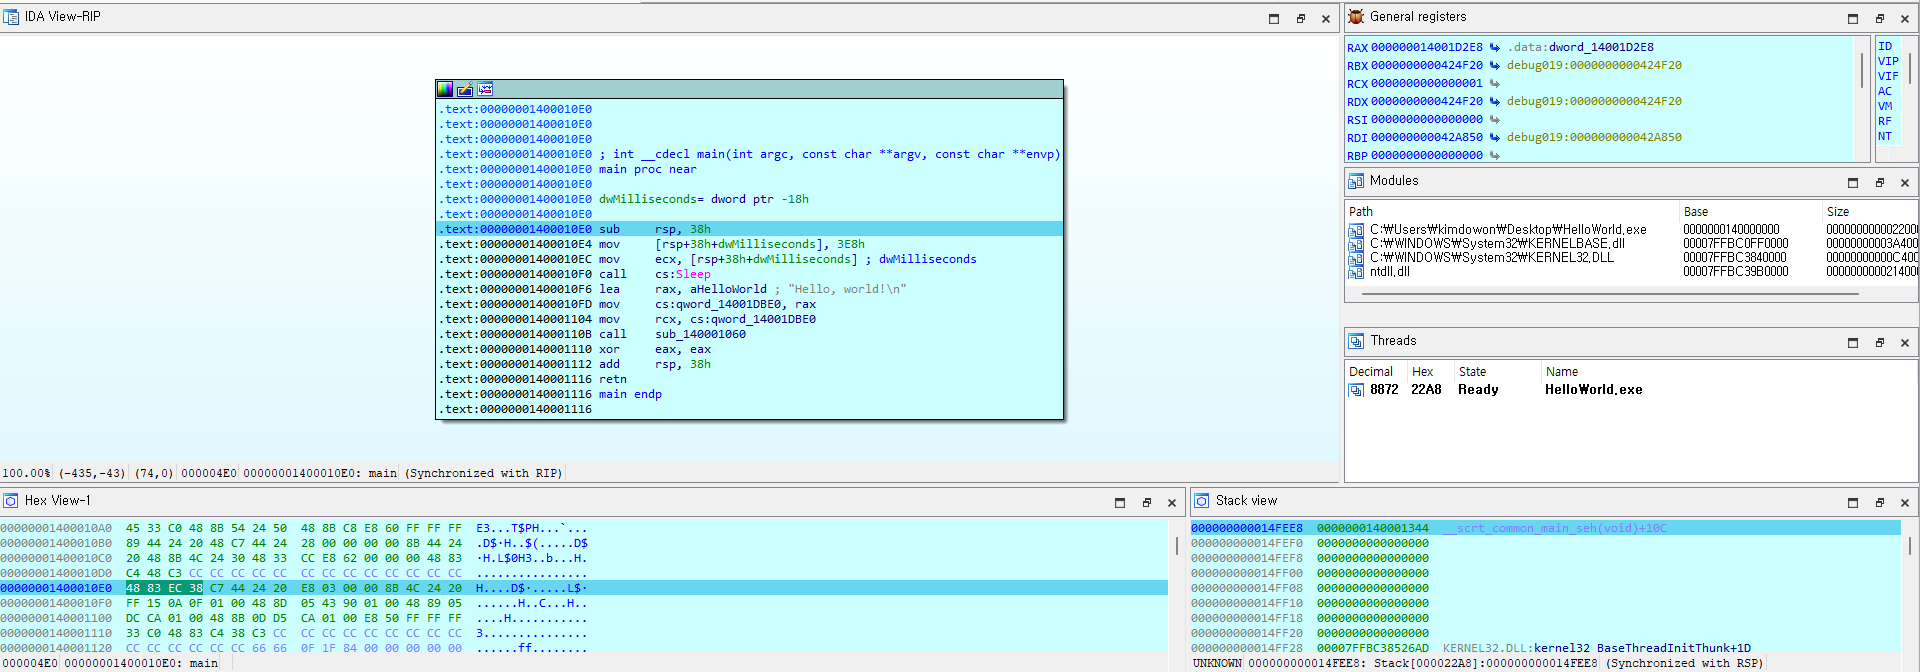 IDA View-RIP
.text:00000001400010E0
.text:00000001400010E0
.text:00000001400010E0
.text:00000001400010E0 ; int __cdecl main(int argc, const char **argv, const char **envp)
.text:00000001400010E0 main proc near
.text:00000001400010E0
.text:00000001400010E0 dwMilliseconds= dword ptr -18h
.text:00000001400010E0
.text:00000001400010E0 sub rsp, 38h
.text:00000001400010E4 mov [rsp+38h+dwMilliseconds], 3E8h
.text:00000001400010EC mov ecx, [rsp+38h+dwMilliseconds] ; dwMilliseconds
.text:00000001400010F0 call cs:Sleep
.text:00000001400010F6 lea rax, aHelloWorld ; "Hello, world!\n"
.text:00000001400010FD mov cs:qword_14001DBE0, rax
.text:0000000140001104 mov rcx, cs:qword_14001DBE0
.text:000000014000110B call sub_140001060
.text:0000000140001110 xor eax, eax
.text:0000000140001112 add rsp, 38h
.text:0000000140001116 retn
.text:0000000140001116 main endp
.text:0000000140001116
100.00% (-435,-43) (74,0) 000004E0 00000001400010E0: main (Synchronized with RIP)
General registers
RAX 000000014001D2E8 .data:dword_14001D2E8
RBX 0000000000424F20 debug019:0000000000424F20
RCX 0000000000000001
RDX 0000000000424F20 debug019:0000000000424F20
RSI 0000000000000000
RDI 000000000042A850 debug019:000000000042A850
RBP 0000000000000000
ID
VIP
VIF
AC
VM
RF
NT
Modules
Path Base Size
C:₩Users₩kimdowon₩Desktop₩HelloWorld.exe 0000000140000000 000000000022000
C:₩WINDOWS₩System32₩KERNELBASE.dll 00007FFBC0FF0000 00000000003A400
C:₩WINDOWS₩System32₩KERNEL32.DLL 00007FFBC3840000 0000000000C400
ntdll.dll 00007FFBC39B0000 0000000000214000
Threads
Decimal Hex State Name
8872 22A8 Ready Hello₩World.exe
Hex View-1
00000001400010A0 45 33 C0 48 8B 54 24 50 48 8B C8 E8 60 FF FF FF E3...T$PH...`...
00000001400010B0 89 44 24 20 48 C7 44 24 28 00 00 00 00 8B 44 24 .D$·H..$(.....D$
00000001400010C0 20 48 8B 4C 24 30 48 33 CC E8 62 00 00 00 48 83 ·H.L$0H3..b...H.
00000001400010D0 C4 48 C3 CC CC CC CC CC CC CC CC CC CC CC CC CC ................
00000001400010E0 48 83 EC 38 C7 44 24 20 E8 03 00 00 8B 4C 24 20 H....D$·.....L$·
00000001400010F0 FF 15 0A 0F 01 00 48 8D 05 43 90 01 00 48 89 05 ......H..C...H..
0000000140001100 DC CA 01 00 48 8B 0D D5 CA 01 00 E8 50 FF FF FF ....H...........
0000000140001110 33 C0 48 83 C4 38 C3 CC CC CC CC CC CC CC CC CC 3...............
0000000140001120 CC CC CC CC CC CC 66 66 0F 1F 84 00 00 00 00 00 ......ff........
000004E0 00000001400010E0: main
Stack view
000000000014FEE8 0000000140001344 __scrt_common_main_seh(void)+10C
000000000014FEF0 0000000000000000
000000000014FEF8 0000000000000000
000000000014FF00 0000000000000000
000000000014FF08 0000000000000000
000000000014FF10 0000000000000000
000000000014FF18 0000000000000000
000000000014FF20 0000000000000000
000000000014FF28 00007FFBC38526AD KERNEL32.DLL:kernel32_BaseThreadInitThunk+1D
UNKNOWN 000000000014FEE8: Stack[000022A8]:000000000014FEE8 (Synchronized with RSP)